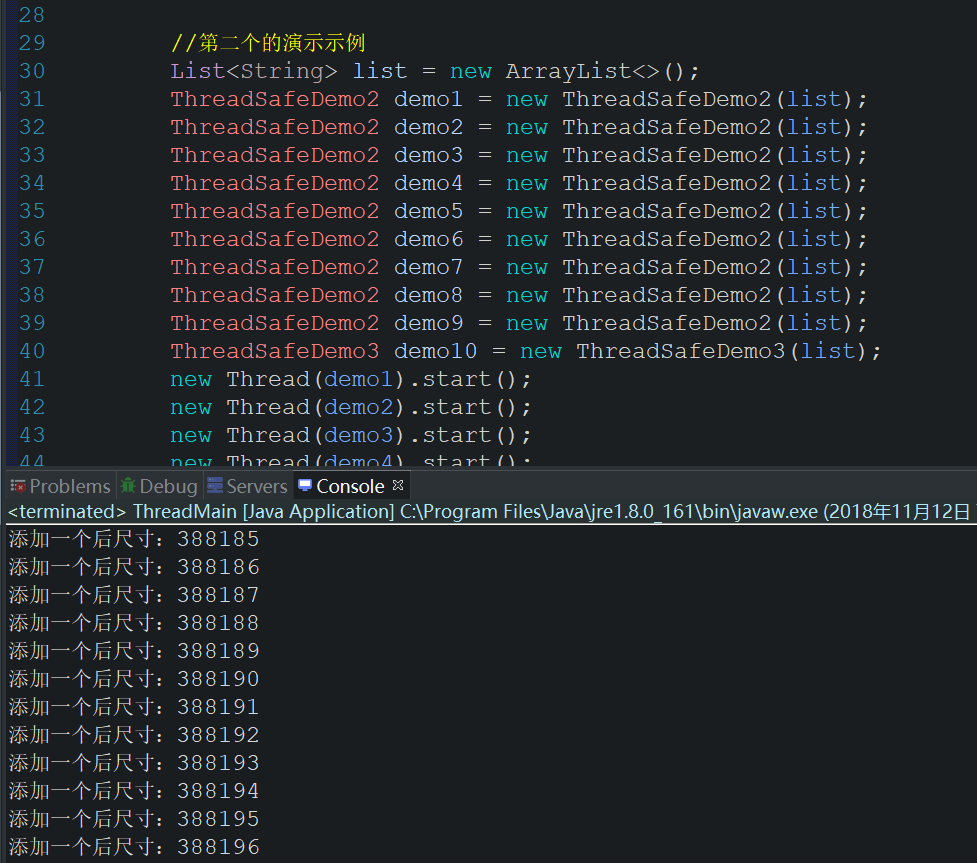 28
29 //第二个的演示示例
30 List<String> list = new ArrayList<>();
31 ThreadSafeDemo2 demo1 = new ThreadSafeDemo2(list);
32 ThreadSafeDemo2 demo2 = new ThreadSafeDemo2(list);
33 ThreadSafeDemo2 demo3 = new ThreadSafeDemo2(list);
34 ThreadSafeDemo2 demo4 = new ThreadSafeDemo2(list);
35 ThreadSafeDemo2 demo5 = new ThreadSafeDemo2(list);
36 ThreadSafeDemo2 demo6 = new ThreadSafeDemo2(list);
37 ThreadSafeDemo2 demo7 = new ThreadSafeDemo2(list);
38 ThreadSafeDemo2 demo8 = new ThreadSafeDemo2(list);
39 ThreadSafeDemo2 demo9 = new ThreadSafeDemo2(list);
40 ThreadSafeDemo3 demo10 = new ThreadSafeDemo3(list);
41 new Thread(demo1).start();
42 new Thread(demo2).start();
43 new Thread(demo3).start();
44 new Thread(demo4).start();
Problems Debug Servers Console
<terminated> ThreadMain [Java Application] C:\Program Files\Java\jre1.8.0_161\bin\javaw.exe (2018年11月12日
添加一个后尺寸：388185
添加一个后尺寸：388186
添加一个后尺寸：388187
添加一个后尺寸：388188
添加一个后尺寸：388189
添加一个后尺寸：388190
添加一个后尺寸：388191
添加一个后尺寸：388192
添加一个后尺寸：388193
添加一个后尺寸：388194
添加一个后尺寸：388195
添加一个后尺寸：388196